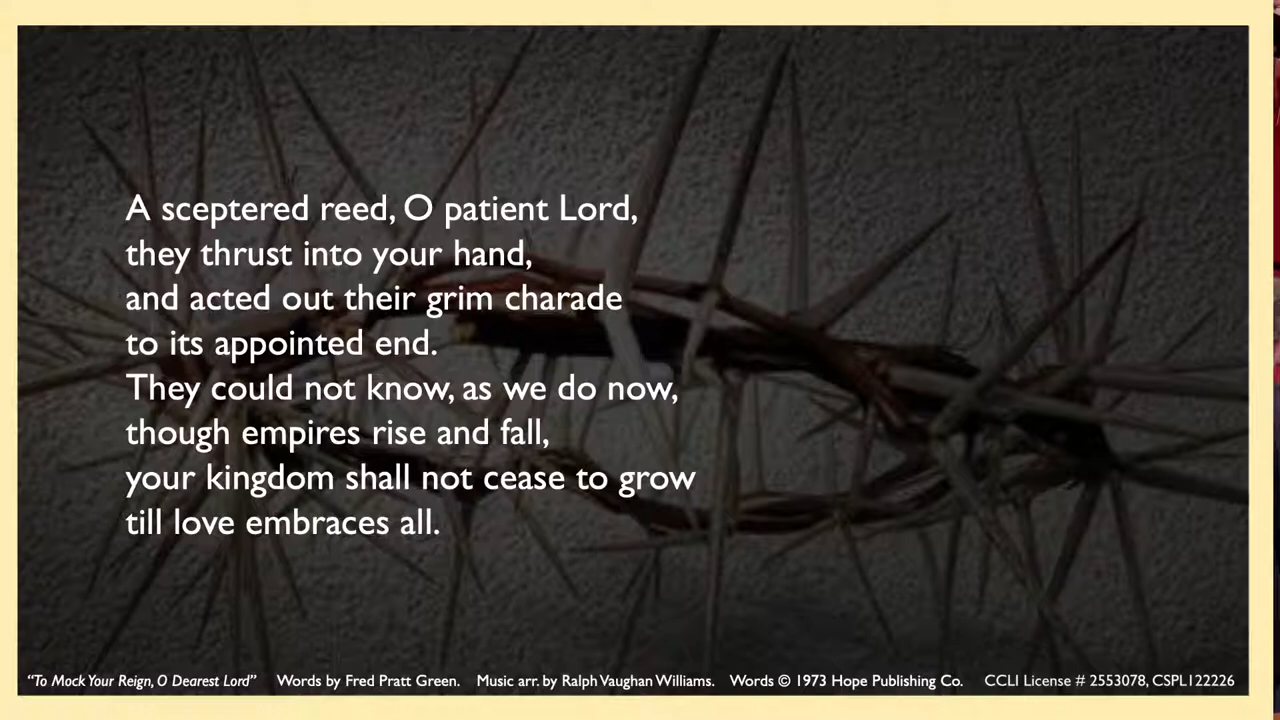 A sceptered reed, O patient Lord,
they thrust into your hand,
and acted out their grim charade
to its appointed end.
They could not know, as we do now,
though empires rise and fall,
your kingdom shall not cease to grow
till love embraces all.
“To Mock Your Reign, O Dearest Lord” Words by Fred Pratt Green. Music arr. by Ralph Vaughan Williams. Words © 1973 Hope Publishing Co. CCLI License # 2553078, CSPL122226